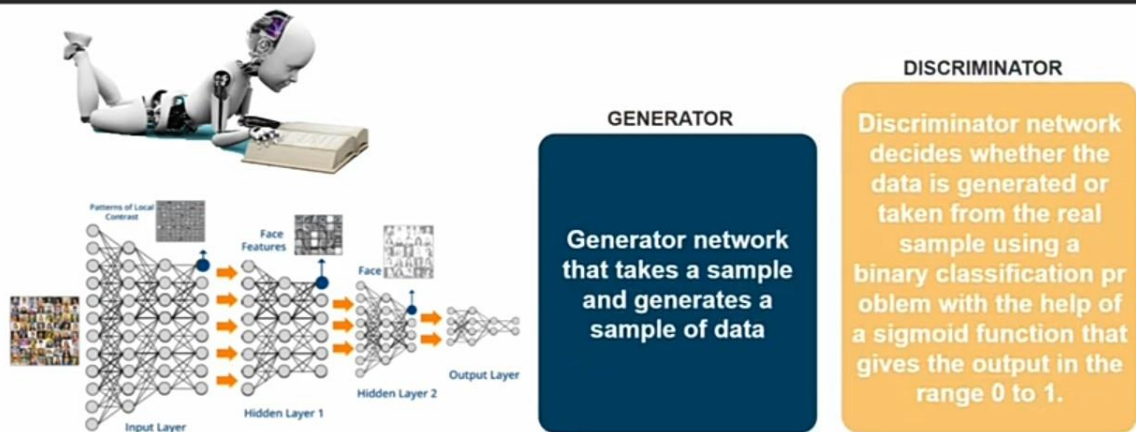 Patterns of Local
Contrast
Face
Features
Face
Input Layer
Hidden Layer 1
Hidden Layer 2
Output Layer
GENERATOR
Generator network
that takes a sample
and generates a
sample of data
DISCRIMINATOR
Discriminator network
decides whether the
data is generated or
taken from the real
sample using a
binary classification pr
oblem with the help of
a sigmoid function that
gives the output in the
range 0 to 1.